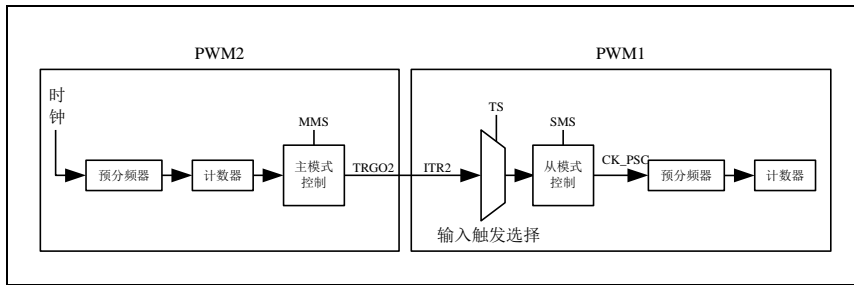 PWM2
PWM1
时
钟
MMS
TS
SMS
预分频器
计数器
主模式
控制
TRGO2
ITR2
从模式
控制
CK_PSC
预分频器
计数器
输入触发选择